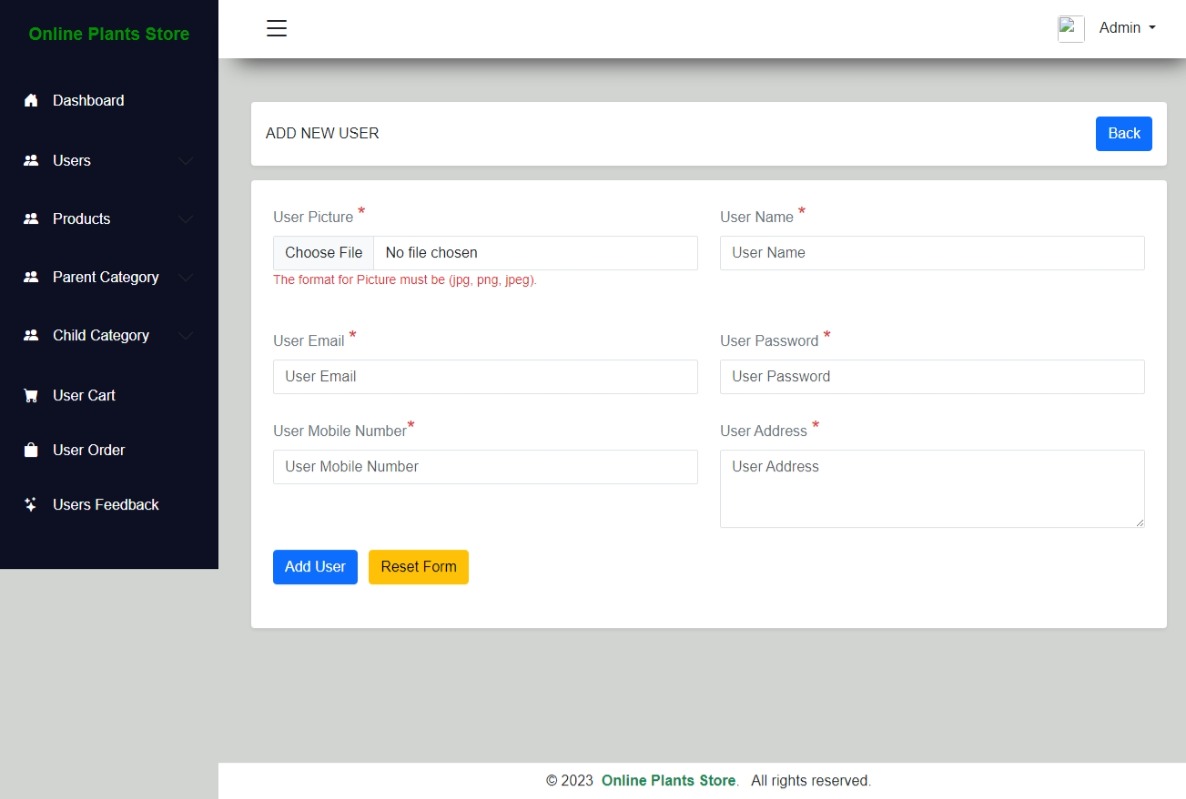 Online Plants Store
Admin
Dashboard
Users
Products
Parent Category
Child Category
User Cart
User Order
Users Feedback
ADD NEW USER
Back
User Picture *
Choose File No file chosen
The format for Picture must be (jpg, png, jpeg).
User Name *
User Name
User Email *
User Email
User Password *
User Password
User Mobile Number*
User Mobile Number
User Address *
User Address
Add User
Reset Form
© 2023 Online Plants Store. All rights reserved.